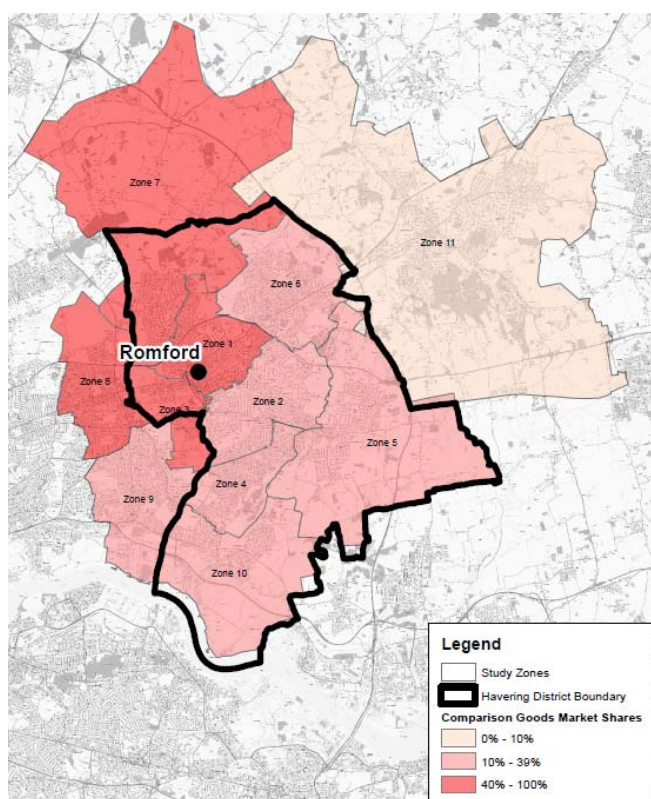 Zone 7
Zone 11
Zone 6
Zone 1
Romford
Zone 8
Zone 3
Zone 2
Zone 5
Zone 4
Zone 9
Zone 10
Legend
Study Zones
Havering District Boundary
Comparison Goods Market Shares
0% - 10%
10% - 39%
40% - 100%